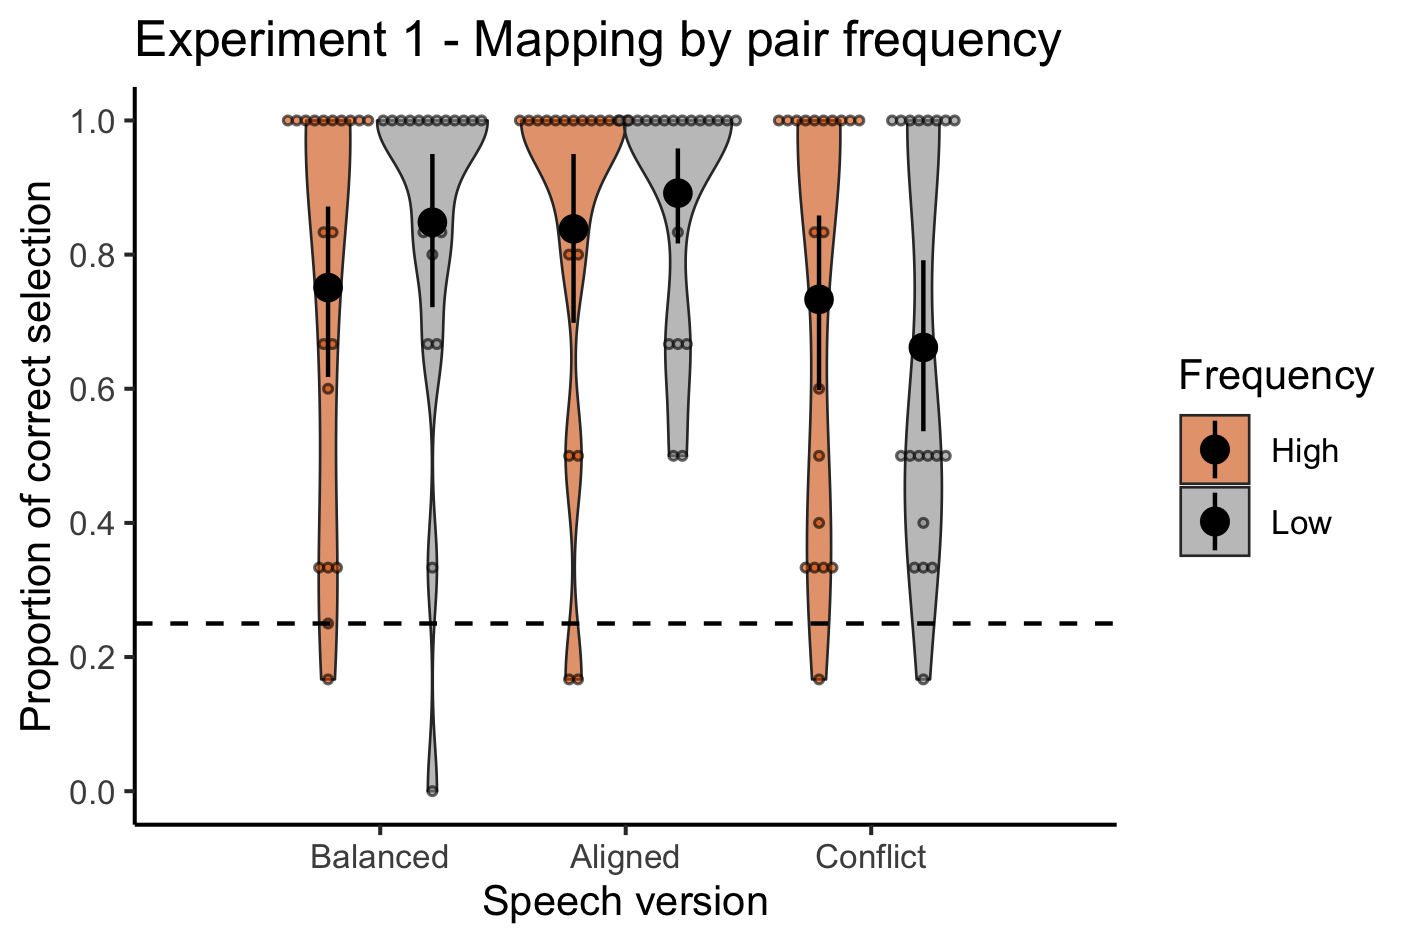 Experiment 1 - Mapping by pair frequency
Proportion of correct selection
1.0
0.8
0.6
0.4
0.2
0.0
Balanced
Aligned
Conflict
Speech version
Frequency
High
Low